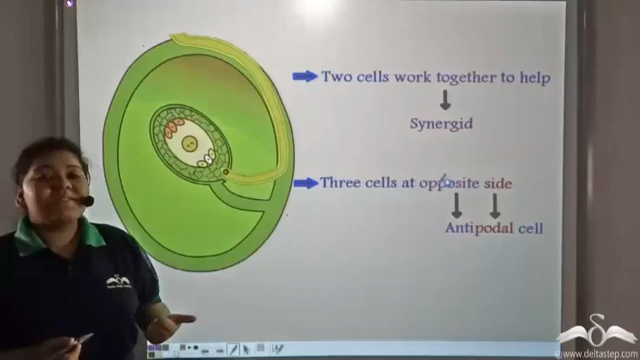 Two cells work together to help
Synergid
Three cells at opposite side
Antipodal cell
www.deltastep.com